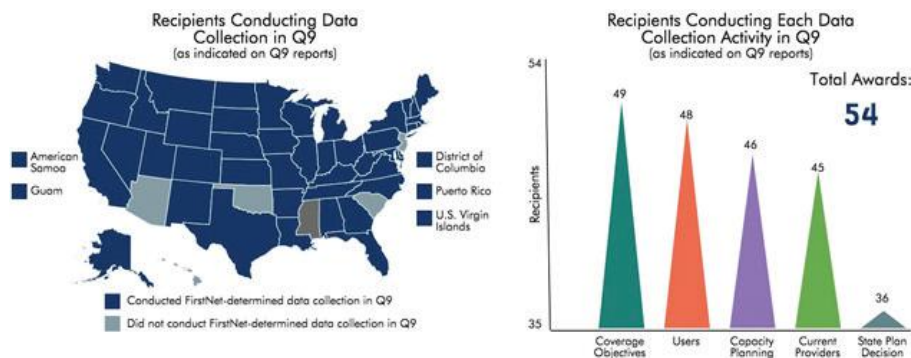 Recipients Conducting Data
Collection in Q9
(as indicated on Q9 reports)
American
Samoa
Guam
District of
Columbia
Puerto Rico
U.S. Virgin
Islands
Conducted FirstNet-determined data collection in Q9
Did not conduct FirstNet-determined data collection in Q9
Recipients Conducting Each Data
Collection Activity in Q9
(as indicated on Q9 reports)
54
Total Awards:
54
49
48
46
45
36
Recipients
35
Coverage
Objectives
Users
Capacity
Planning
Current
Providers
State Plan
Decision